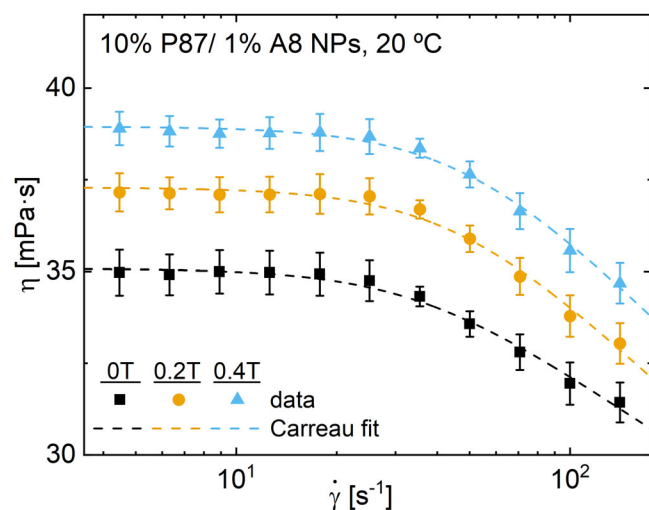 10% P87/ 1% A8 NPs, 20 ºC
40
35
30
η [mPa·s]
0T 0.2T 0.4T
data
Carreau fit
10¹ 10²
γ̇ [s⁻¹]